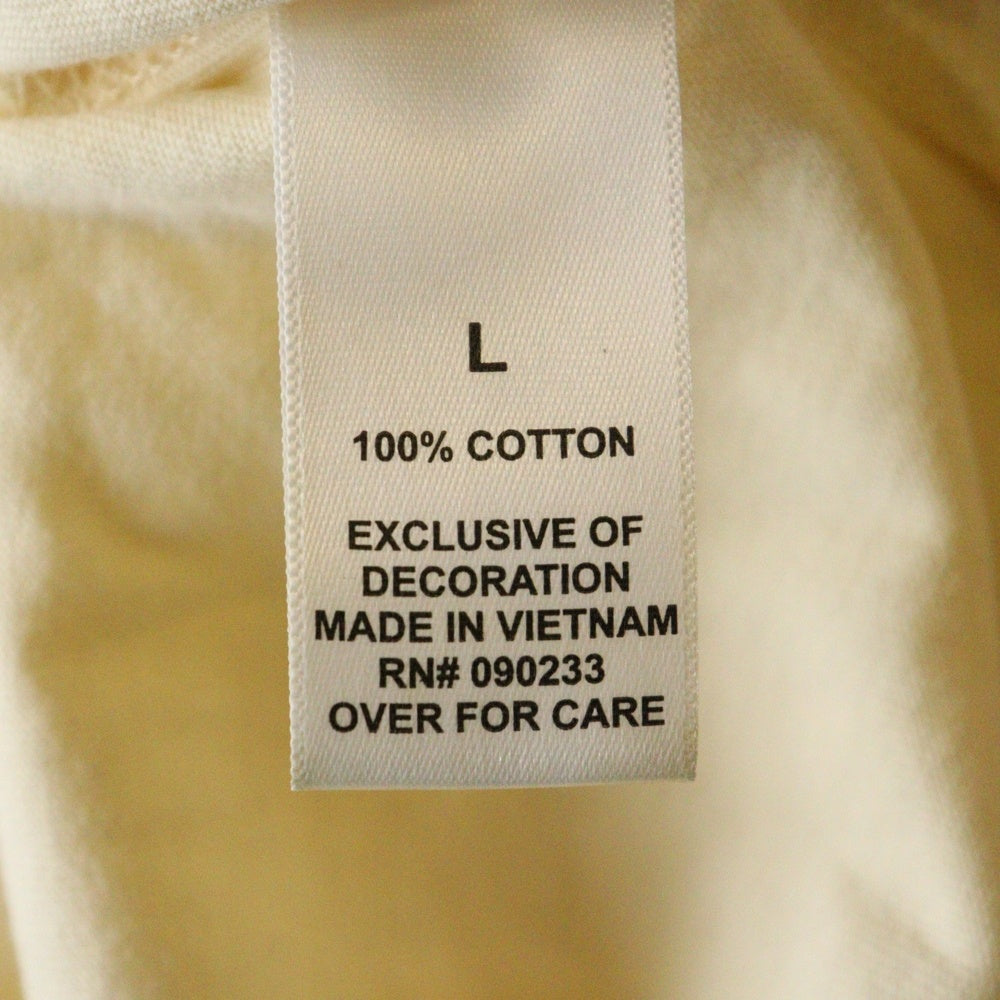 L
100% COTTON
EXCLUSIVE OF
DECORATION
MADE IN VIETNAM
RN# 090233
OVER FOR CARE